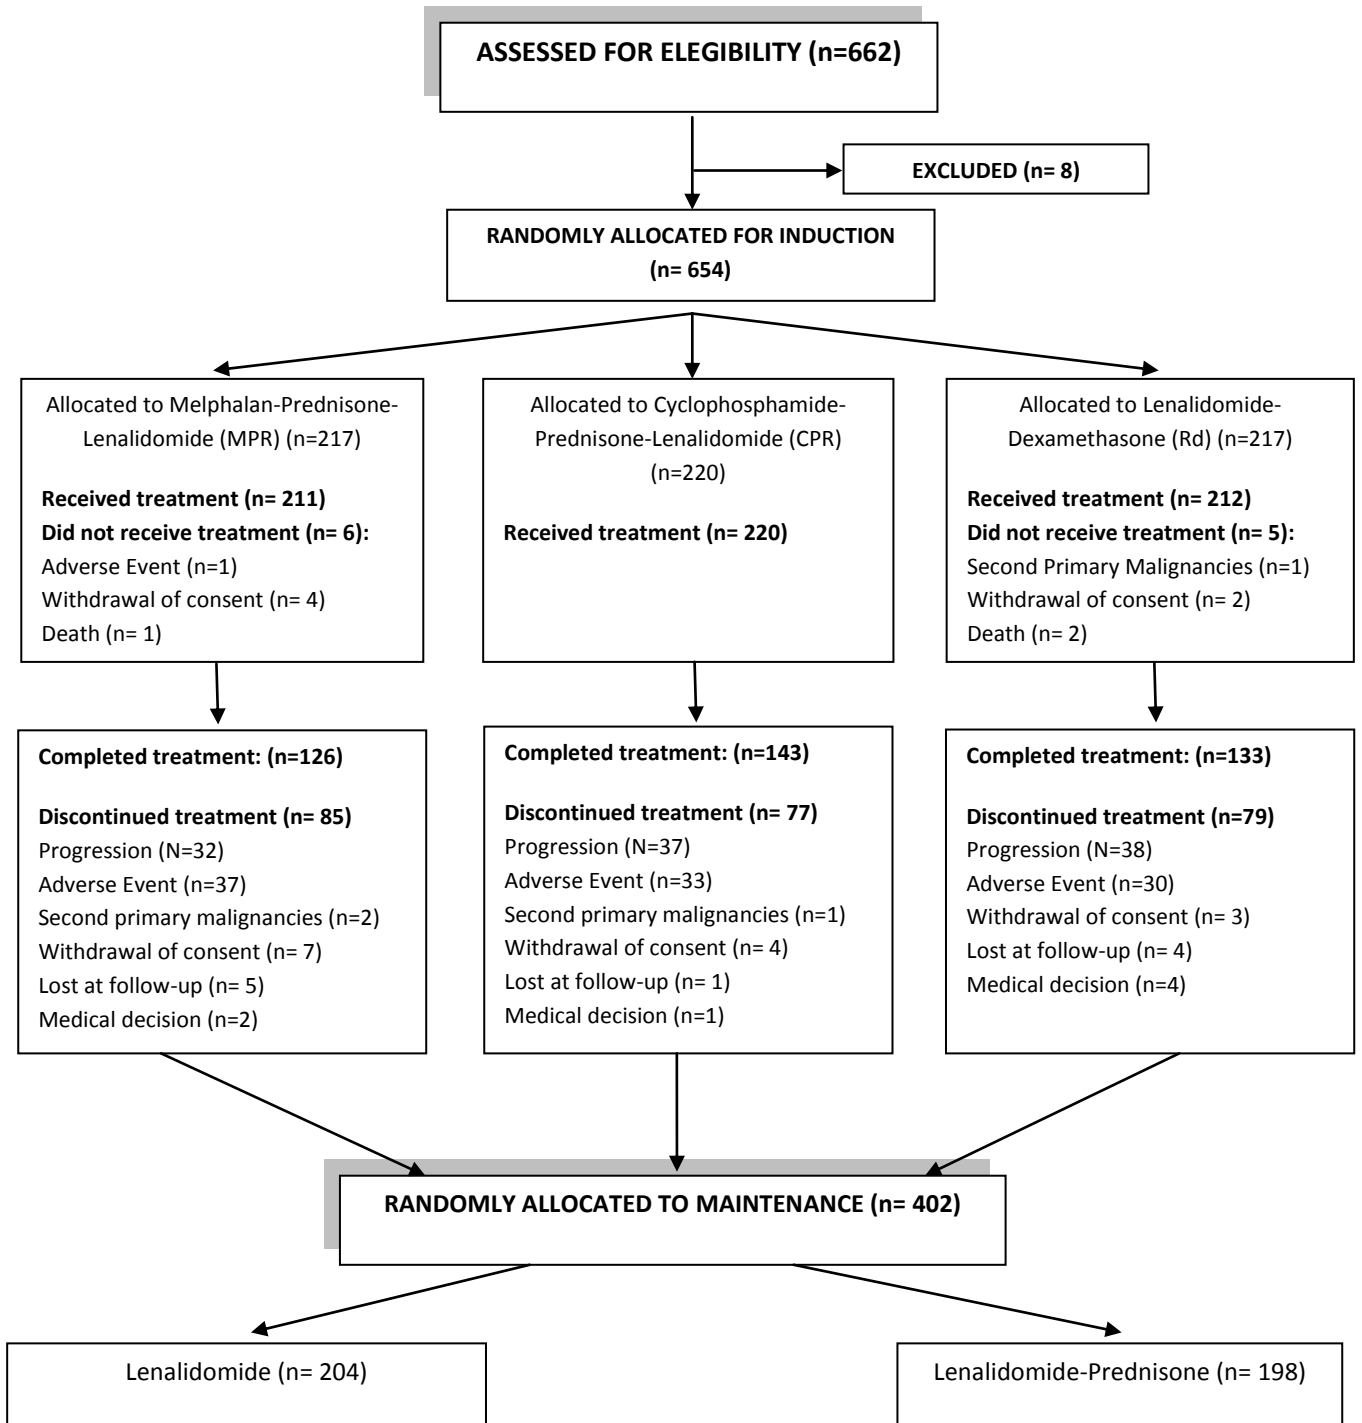 ASSESSED FOR ELEGIBILITY (n=662)
EXCLUDED (n= 8)
RANDOMLY ALLOCATED FOR INDUCTION
(n= 654)
Allocated to Melphalan-Prednisone-
Lenalidomide (MPR) (n=217)
Received treatment (n= 211)
Did not receive treatment (n= 6):
Adverse Event (n=1)
Withdrawal of consent (n= 4)
Death (n= 1)
Allocated to Cyclophosphamide-
Prednisone-Lenalidomide (CPR)
(n=220)
Received treatment (n= 220)
Allocated to Lenalidomide-
Dexamethasone (Rd) (n=217)
Received treatment (n= 212)
Did not receive treatment (n= 5):
Second Primary Malignancies (n=1)
Withdrawal of consent (n= 2)
Death (n= 2)
Completed treatment: (n=126)
Discontinued treatment (n= 85)
Progression (N=32)
Adverse Event (n=37)
Second primary malignancies (n=2)
Withdrawal of consent (n= 7)
Lost at follow-up (n= 5)
Medical decision (n=2)
Completed treatment: (n=143)
Discontinued treatment (n= 77)
Progression (N=37)
Adverse Event (n=33)
Second primary malignancies (n=1)
Withdrawal of consent (n= 4)
Lost at follow-up (n= 1)
Medical decision (n=1)
Completed treatment: (n=133)
Discontinued treatment (n=79)
Progression (N=38)
Adverse Event (n=30)
Withdrawal of consent (n= 3)
Lost at follow-up (n= 4)
Medical decision (n=4)
RANDOMLY ALLOCATED TO MAINTENANCE (n= 402)
Lenalidomide (n= 204)
Lenalidomide-Prednisone (n= 198)